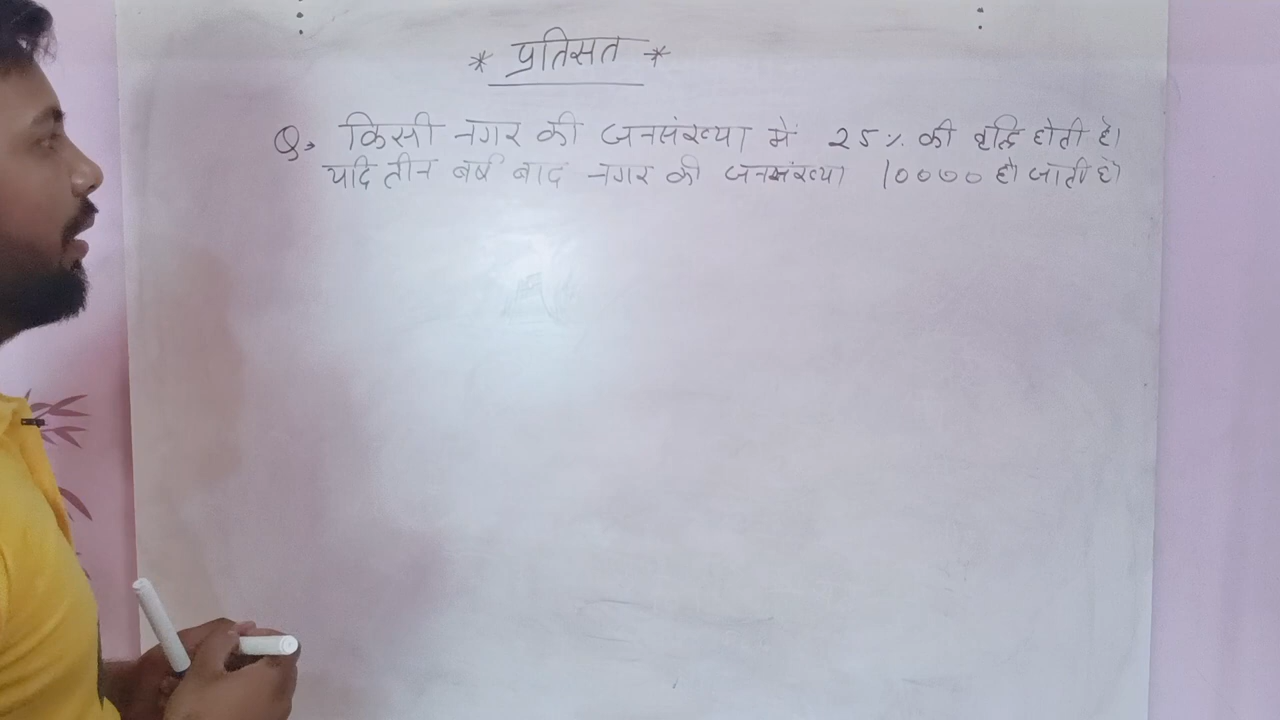 * प्रतिसत *
Q. किसी नगर की जनसंख्या में 25% की वृद्धि होती है।
यदि तीन बर्ष बाद नगर की जनसंख्या 10000 हो जाती है